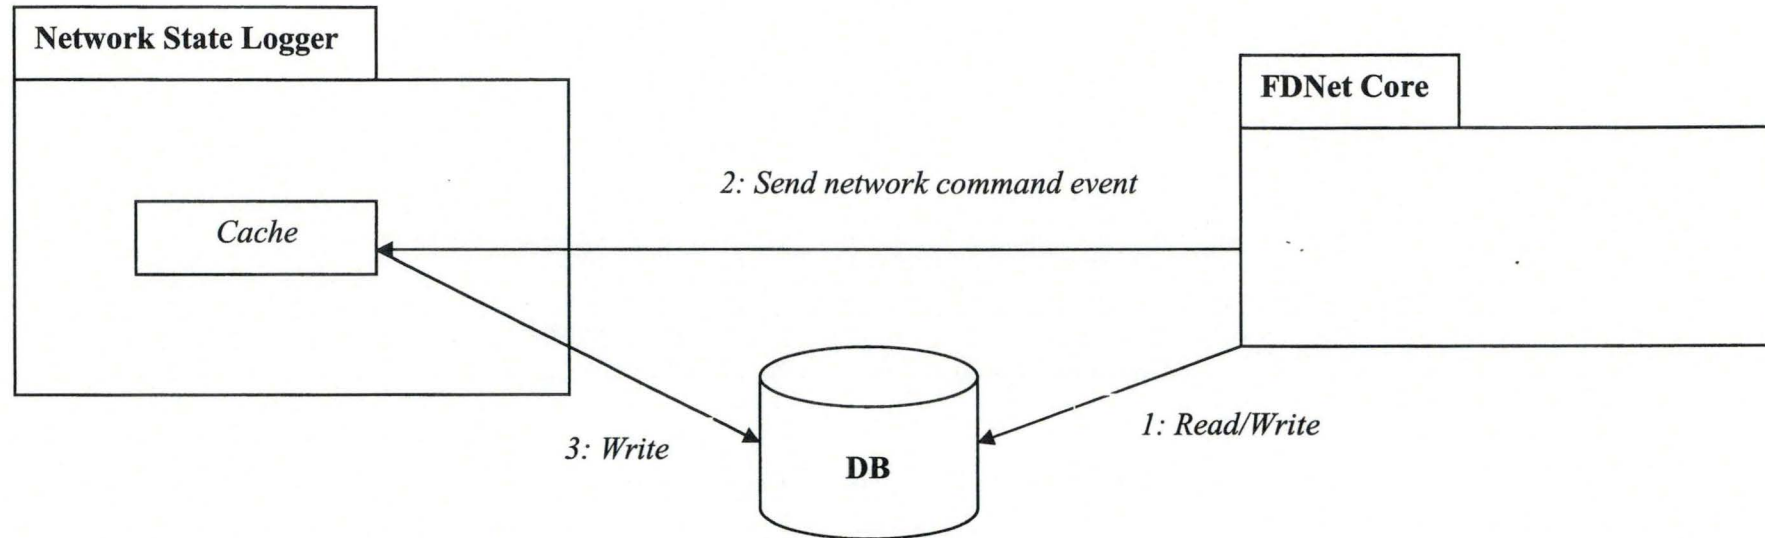 Network State Logger
FDNet Core
2: Send network command event
Cache
1: Read/Write
3: Write
DB